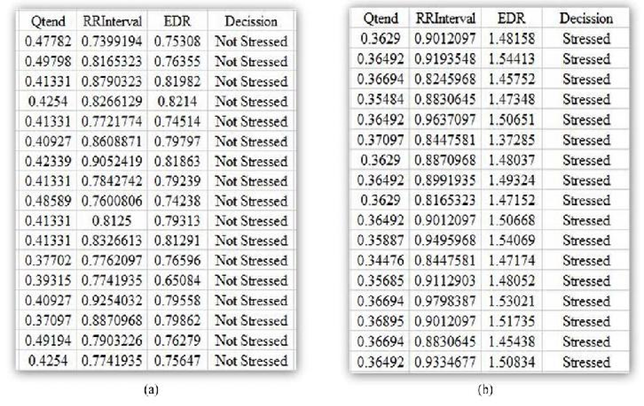 Qtend RRInterval EDR Decission
0.47782 0.7399194 0.75308 Not Stressed
0.49798 0.8165323 0.76355 Not Stressed
0.41331 0.8790323 0.81982 Not Stressed
0.4254 0.8266129 0.8214 Not Stressed
0.41331 0.7721774 0.74514 Not Stressed
0.40927 0.8608871 0.79797 Not Stressed
0.42339 0.9052419 0.81863 Not Stressed
0.41331 0.7842742 0.79239 Not Stressed
0.48589 0.7600806 0.74238 Not Stressed
0.41331 0.8125 0.79313 Not Stressed
0.41331 0.8326613 0.81291 Not Stressed
0.37702 0.7762097 0.76596 Not Stressed
0.39315 0.7741935 0.65084 Not Stressed
0.40927 0.9254032 0.79558 Not Stressed
0.37097 0.8870968 0.79862 Not Stressed
0.49194 0.7903226 0.76279 Not Stressed
0.4254 0.7741935 0.75647 Not Stressed
(a)
Qtend RRInterval EDR Decission
0.3629 0.9012097 1.48158 Stressed
0.36492 0.9193548 1.54413 Stressed
0.36694 0.8245968 1.45752 Stressed
0.35484 0.8830645 1.47348 Stressed
0.36492 0.9637097 1.50651 Stressed
0.37097 0.8447581 1.37285 Stressed
0.3629 0.8870968 1.48037 Stressed
0.36492 0.8991935 1.49324 Stressed
0.3629 0.8165323 1.47152 Stressed
0.36492 0.9012097 1.50668 Stressed
0.35887 0.9495968 1.54069 Stressed
0.34476 0.8447581 1.47174 Stressed
0.35685 0.9112903 1.48052 Stressed
0.36694 0.9798387 1.53021 Stressed
0.36895 0.9012097 1.51735 Stressed
0.36694 0.8830645 1.45438 Stressed
0.36492 0.9334677 1.50834 Stressed
(b)